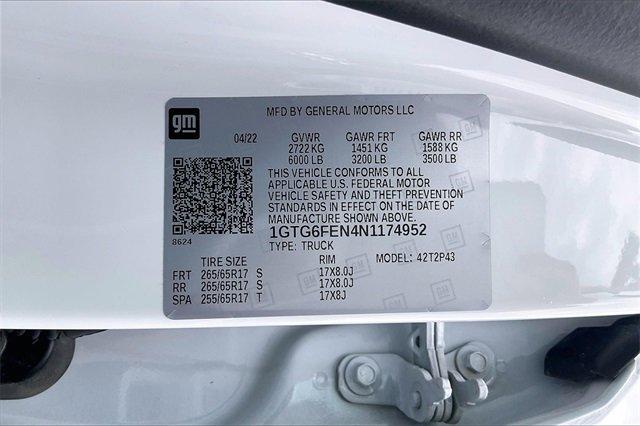 MFD BY GENERAL MOTORS LLC
gm
04/22 GVWR GAWR FRT GAWR RR
2722 KG 1451 KG 1588 KG
6000 LB 3200 LB 3500 LB
THIS VEHICLE CONFORMS TO ALL
APPLICABLE U.S. FEDERAL MOTOR
VEHICLE SAFETY AND THEFT PREVENTION
STANDARDS IN EFFECT ON THE DATE OF
MANUFACTURE SHOWN ABOVE.
8624
1GTG6FEN4N1174952
TYPE: TRUCK MODEL: 42T2P43
TIRE SIZE RIM
FRT 265/65R17 S 17X8.0J
RR 265/65R17 S 17X8.0J
SPA 255/65R17 T 17X8J